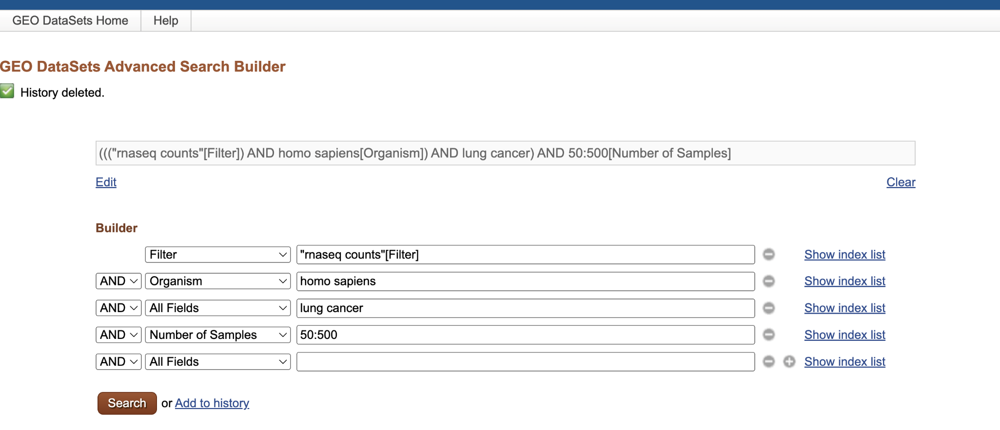 GEO DataSets Home Help
GEO DataSets Advanced Search Builder
History deleted.
((("rnaseq counts"[Filter]) AND homo sapiens[Organism]) AND lung cancer) AND 50:500[Number of Samples]
Edit Clear
Builder
Filter "rnaseq counts"[Filter] Show index list
AND Organism homo sapiens Show index list
AND All Fields lung cancer Show index list
AND Number of Samples 50:500 Show index list
AND All Fields Show index list
Search or Add to history